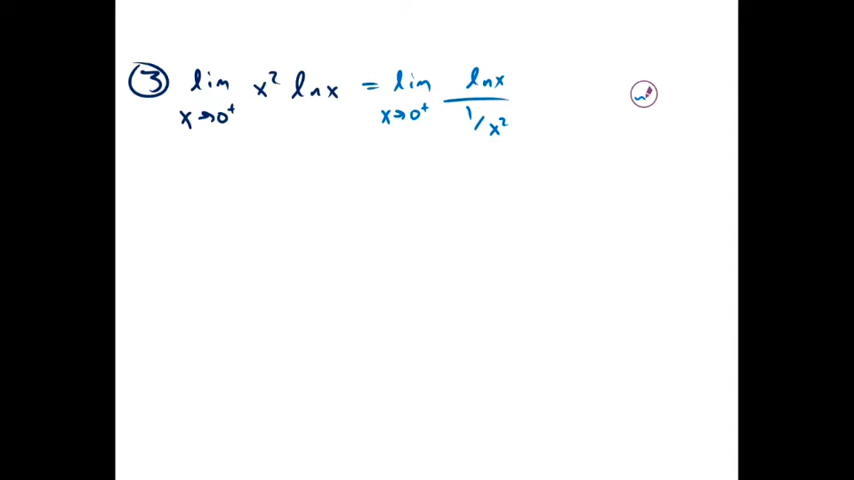 ③ lim x→0⁺ x² ln x = lim x→0⁺ ln x / (1/x²)